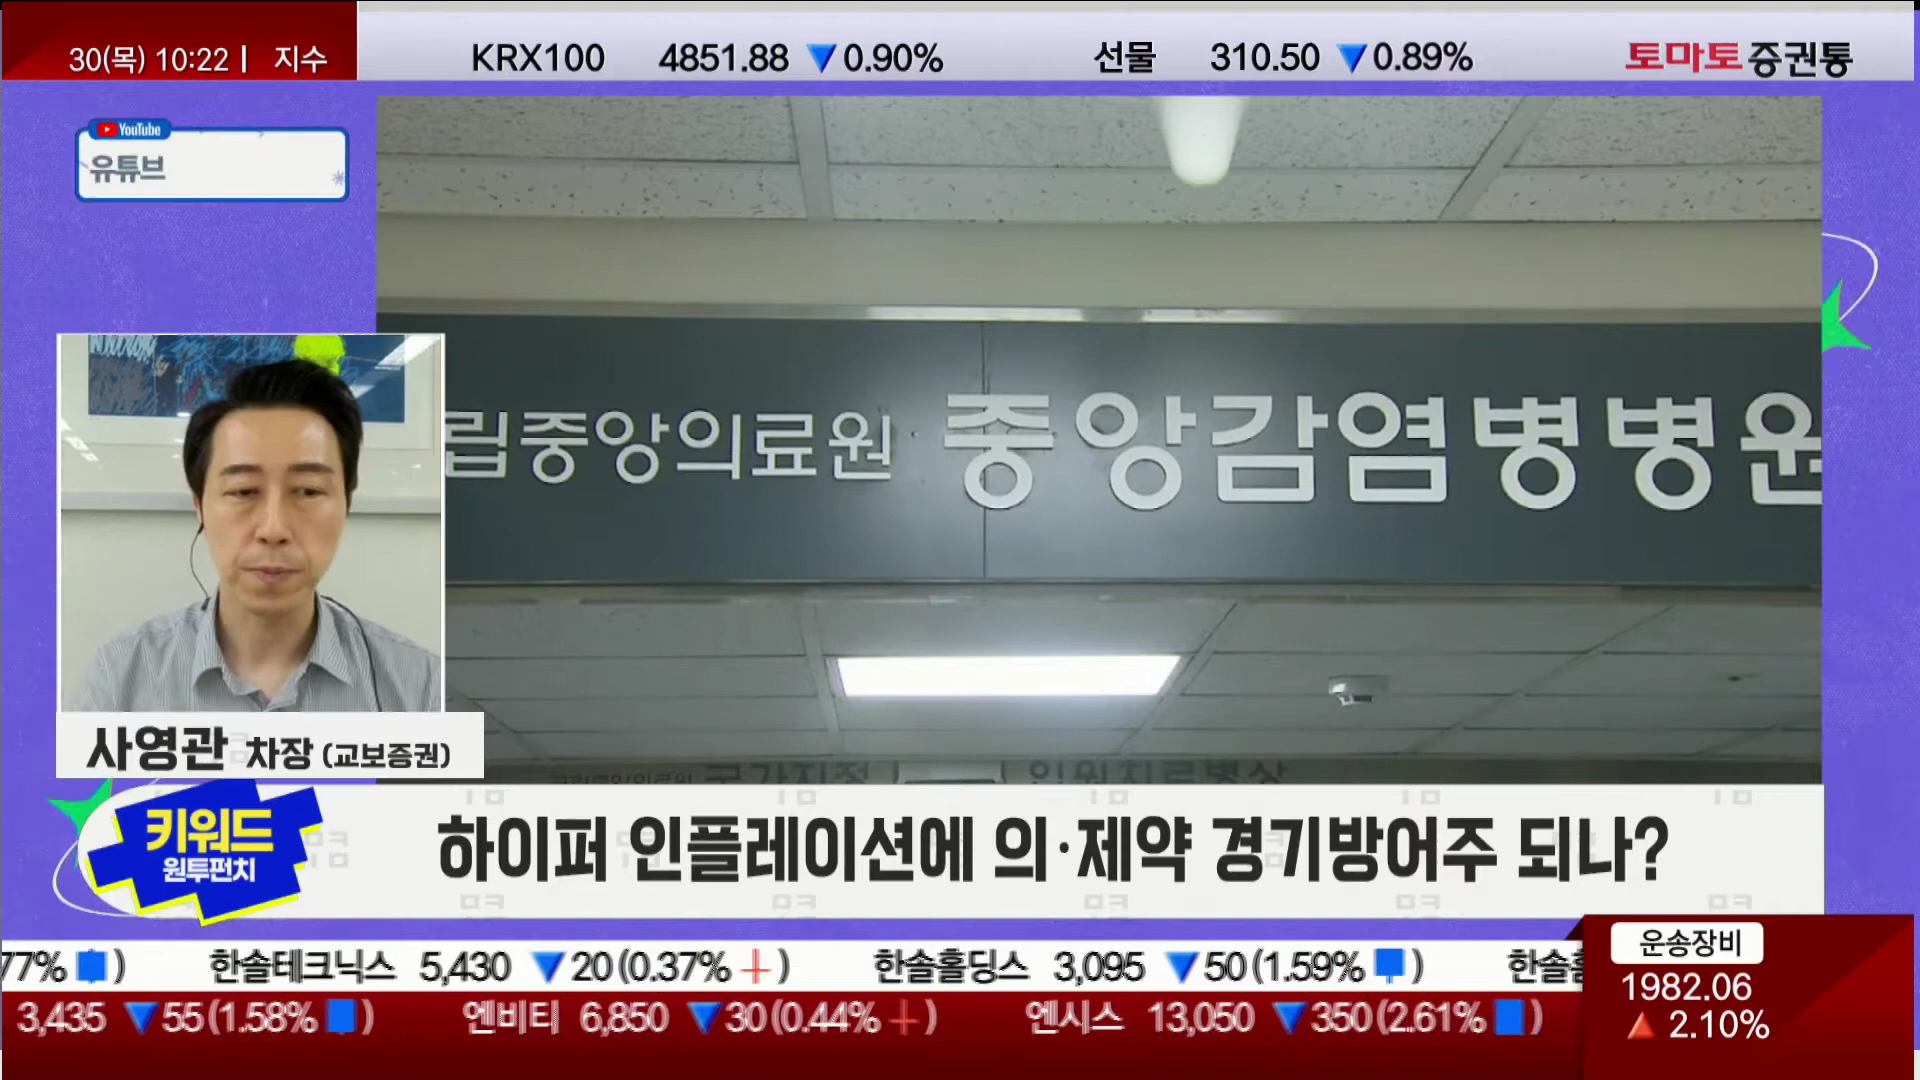 30(목) 10:22 | 지수
KRX100 4851.88 ▼0.90% 선물 310.50 ▼0.89%
토마토증권통
YouTube
유튜브
립중앙의료원 중앙감염병병원
사영관 차장 (교보증권)
키워드
원투펀치
하이퍼 인플레이션에 의·제약 경기방어주 되나?
77% ) 한솔테크닉스 5,430 ▼20(0.37% ) 한솔홀딩스 3,095 ▼50(1.59% ) 한솔
3,435 ▼55(1.58% ) 엔비티 6,850 ▼30(0.44% ) 엔시스 13,050 ▼350(2.61% )
운송장비
1982.06
▲ 2.10%